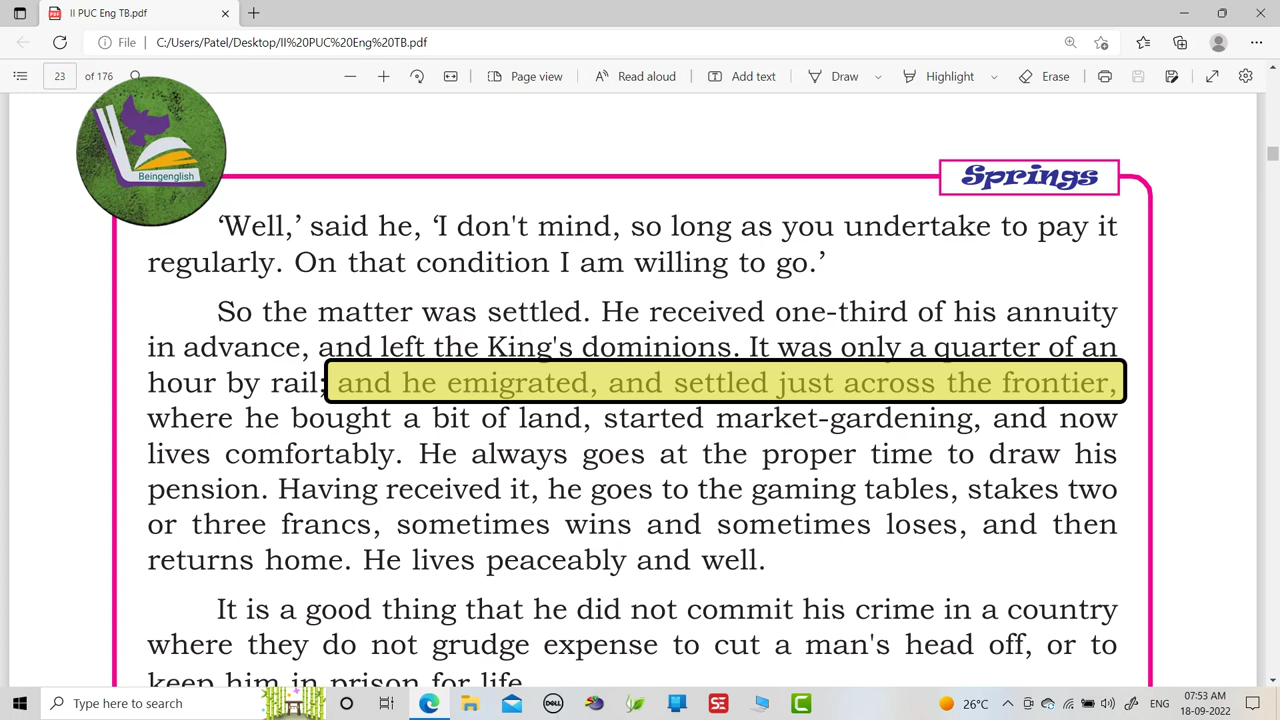 II PUC Eng TB.pdf
File C:/Users/Patel/Desktop/II%20PUC%20Eng%20TB.pdf
23 of 176 Page view Read aloud Add text Draw Highlight Erase
Beingenglish
Springs
‘Well,’ said he, ‘I don't mind, so long as you undertake to pay it
regularly. On that condition I am willing to go.’
So the matter was settled. He received one-third of his annuity
in advance, and left the King's dominions. It was only a quarter of an
hour by rail; and he emigrated, and settled just across the frontier,
where he bought a bit of land, started market-gardening, and now
lives comfortably. He always goes at the proper time to draw his
pension. Having received it, he goes to the gaming tables, stakes two
or three francs, sometimes wins and sometimes loses, and then
returns home. He lives peaceably and well.
It is a good thing that he did not commit his crime in a country
where they do not grudge expense to cut a man's head off, or to
keep him in prison for life.
Type here to search
DELL
SE
C
26°C
ENG
07:53 AM
18-09-2022